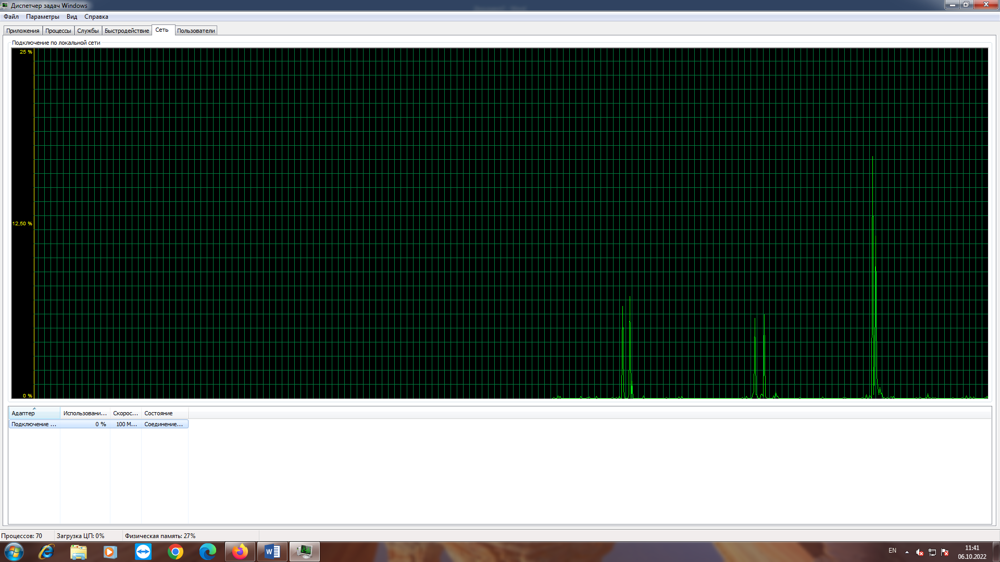 Диспетчер задач Windows
Файл Параметры Вид Справка
Приложения Процессы Службы Быстродействие Сеть Пользователи
Подключение по локальной сети
25 %
12,50 %
0 %
Адаптер Использовани... Скорос... Состояние
Подключение ... 0 % 100 М... Соединение...
Процессов: 70 Загрузка ЦП: 0% Физическая память: 27%
EN
11:41
06.10.2022